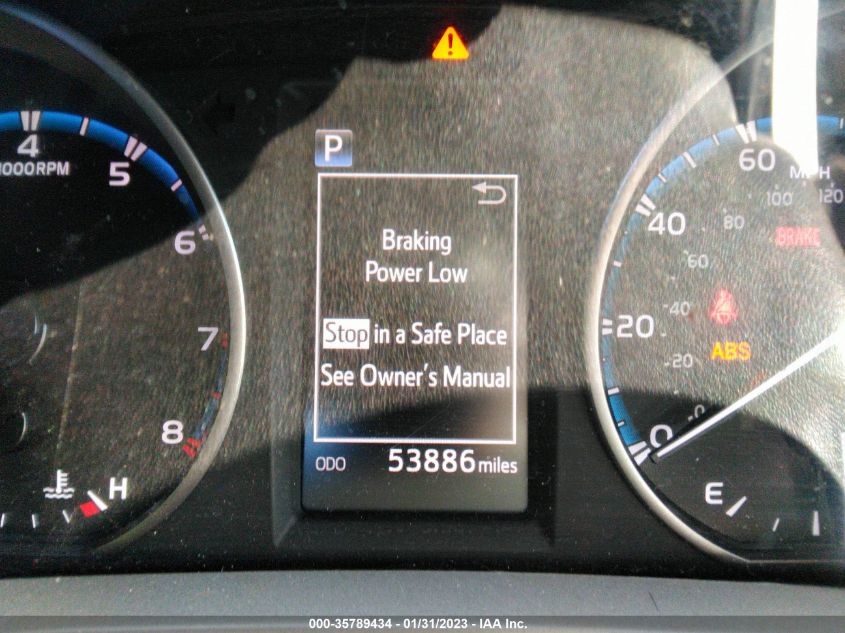 4
1000RPM
5
6
7
8
H
P
Braking
Power Low
Stop in a Safe Place
See Owner's Manual
ODO 53886 miles
60
MPH
100
120
40
80
BRAKE
60
40
20
ABS
20
0
0
E
000-35789434 - 01/31/2023 - IAA Inc.